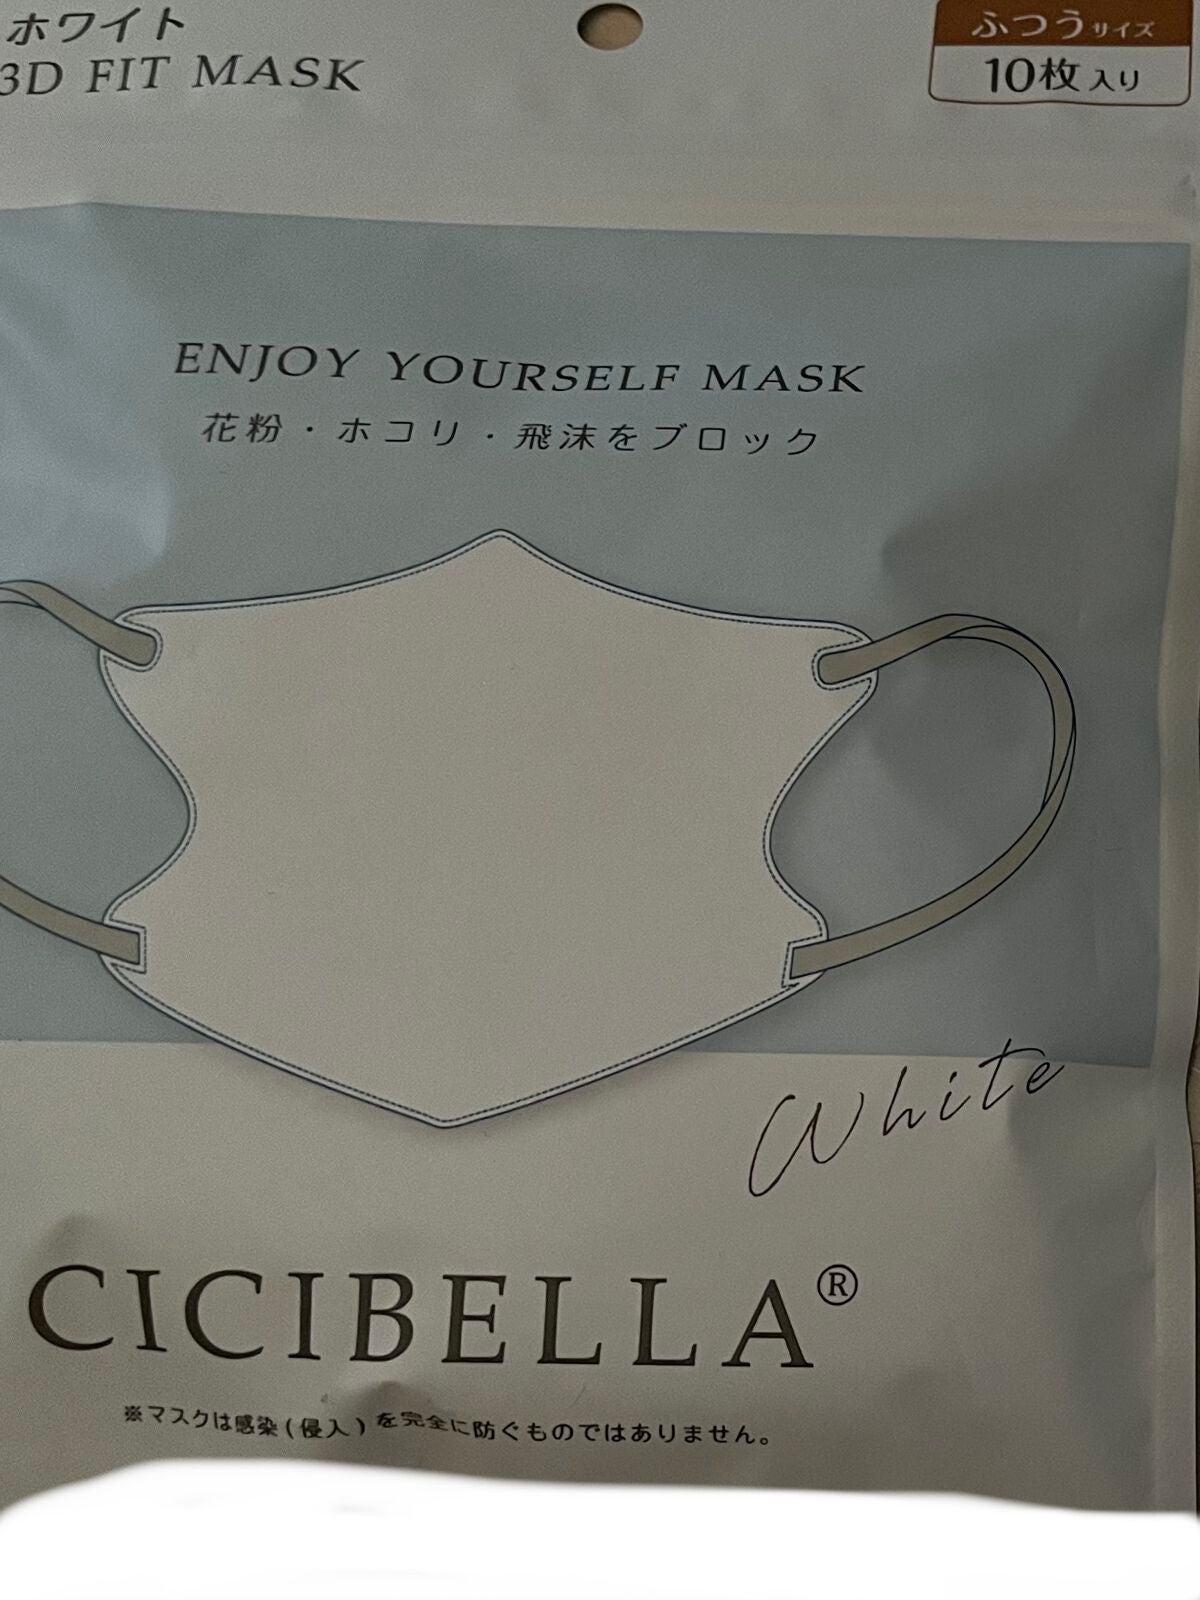 ホワイト
3D FIT MASK
ふつうサイズ
10枚入り
ENJOY YOURSELF MASK
花粉・ホコリ・飛沫をブロック
White
CICIBELLA®
※マスクは感染(侵入)を完全に防ぐものではありません。